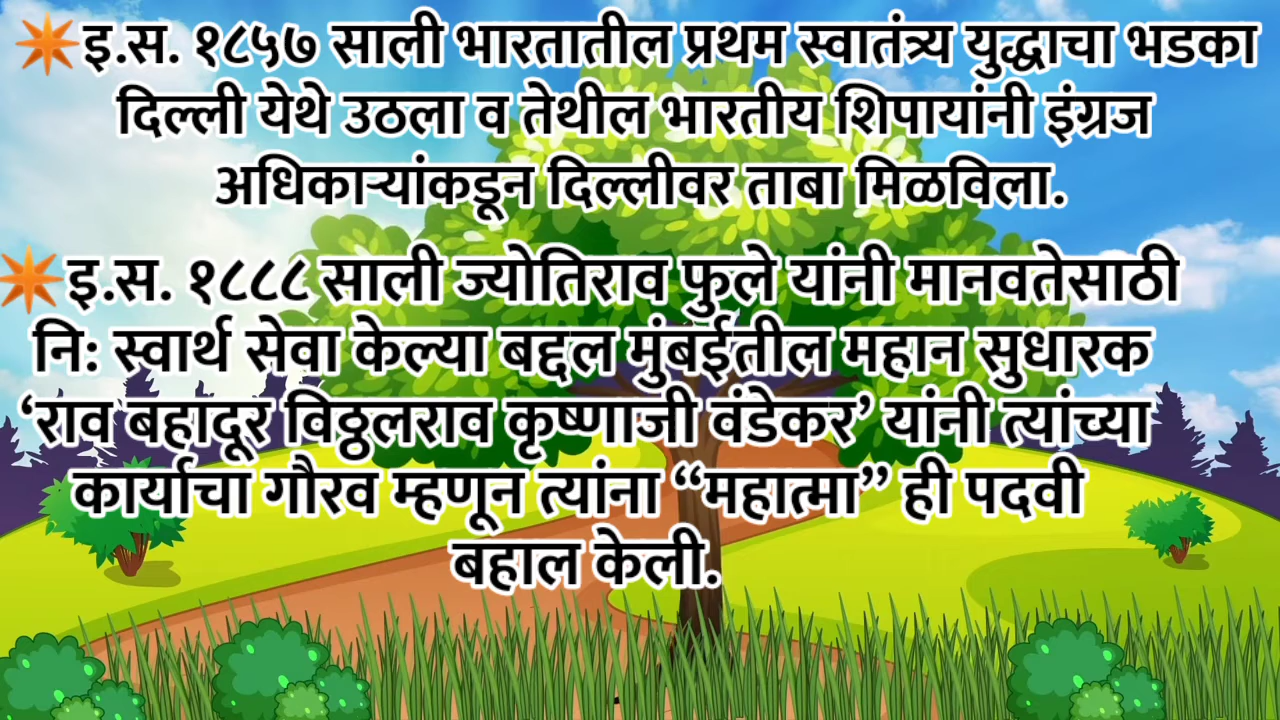 इ.स. १८५७ साली भारतातील प्रथम स्वातंत्र्य युद्धाचा भडका
दिल्ली येथे उठला व तेथील भारतीय शिपायांनी इंग्रज
अधिकाऱ्यांकडून दिल्लीवर ताबा मिळविला.
इ.स. १८८८ साली ज्योतिराव फुले यांनी मानवतेसाठी
नि: स्वार्थ सेवा केल्या बद्दल मुंबईतील महान सुधारक
‘राव बहादूर विठ्ठलराव कृष्णाजी वंडेकर’ यांनी त्यांच्या
कार्याचा गौरव म्हणून त्यांना “महात्मा” ही पदवी
बहाल केली.